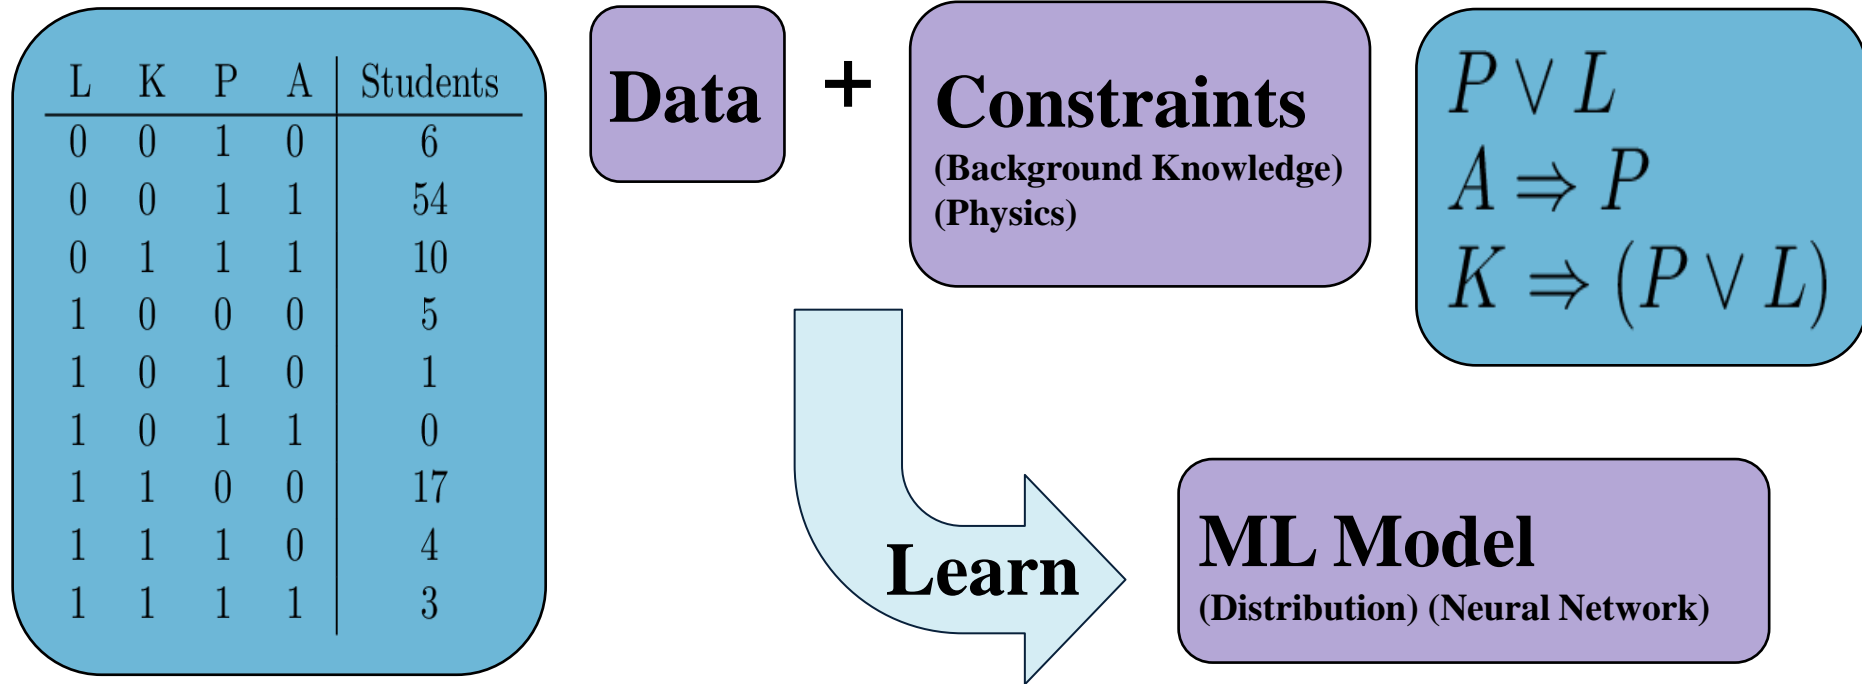 L K P A Students
0 0 1 0 6
0 0 1 1 54
0 1 1 1 10
1 0 0 0 5
1 0 1 0 1
1 0 1 1 0
1 1 0 0 17
1 1 1 0 4
1 1 1 1 3
Data
+
Constraints
(Background Knowledge)
(Physics)
P ∨ L
A ⇒ P
K ⇒ (P ∨ L)
Learn
ML Model
(Distribution) (Neural Network)